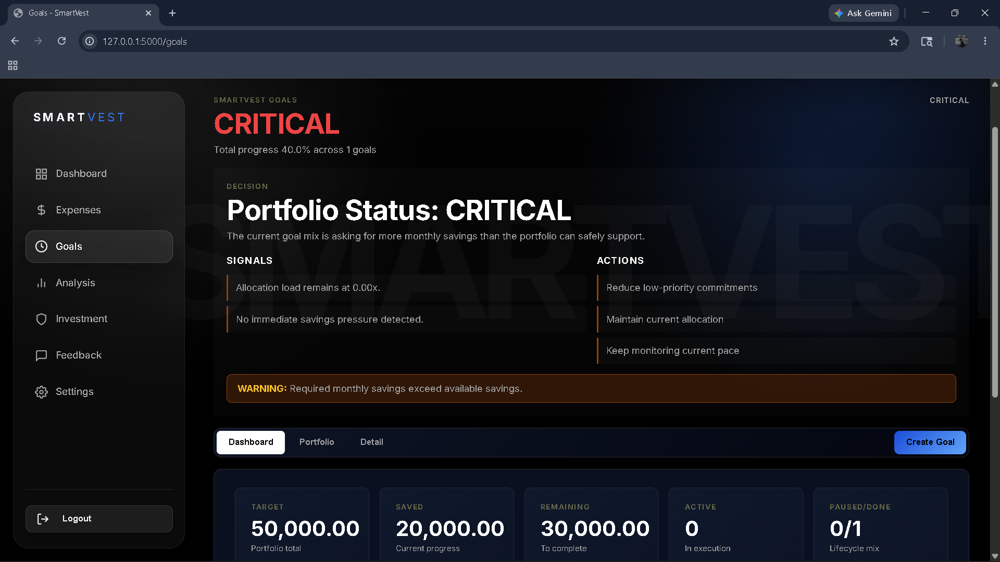 Goals - SmartVest
Ask Gemini
127.0.0.1:5000/goals
SMARTVEST
Dashboard
Expenses
Goals
Analysis
Investment
Feedback
Settings
Logout
SMARTVEST GOALS
CRITICAL
CRITICAL
Total progress 40.0% across 1 goals
DECISION
Portfolio Status: CRITICAL
The current goal mix is asking for more monthly savings than the portfolio can safely support.
SIGNALS
Allocation load remains at 0.00x.
No immediate savings pressure detected.
ACTIONS
Reduce low-priority commitments
Maintain current allocation
Keep monitoring current pace
WARNING: Required monthly savings exceed available savings.
SMARTVEST
Dashboard
Portfolio
Detail
Create Goal
TARGET
50,000.00
Portfolio total
SAVED
20,000.00
Current progress
REMAINING
30,000.00
To complete
ACTIVE
0
In execution
PAUSED/DONE
0/1
Lifecycle mix